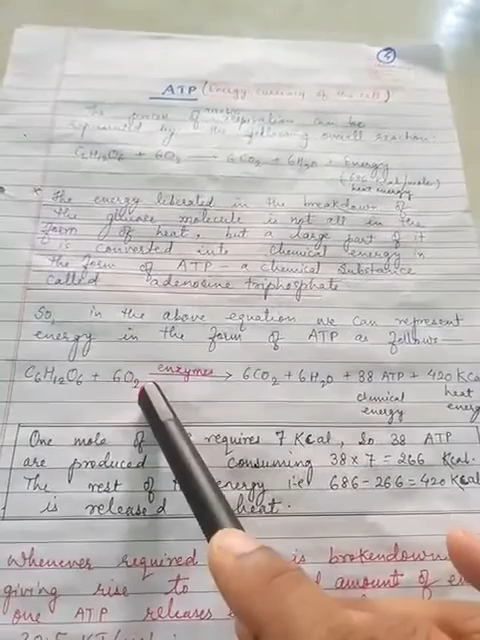 4
ATP (Energy currency of the cell)
The process of aerobic respiration can be
represented by the following overall reaction:
C6H12O6 + 6O2 → 6CO2 + 6H2O + Energy
(686 Kcal/mole)
heat energy
* The energy liberated in the breakdown of
the glucose molecule is not all in the
form of heat, but a large part of it
is converted into chemical energy in
the form of ATP – a chemical substance
called adenosine triphosphate
So, in the above equation we can represent
energy in the form of ATP as follows –
C6H12O6 + 6O2 enzymes → 6CO2 + 6H2O + 38 ATP + 420 KCa
chemical heat
energy energ
One mole of requires 7 Kcal, so 38 ATP
are produced consuming 38 × 7 = 266 Kcal.
The rest of energy i.e 686 – 266 = 420 KCal
is released heat.
Whenever required is brokendown
giving rise to amount of e
one ATP releases